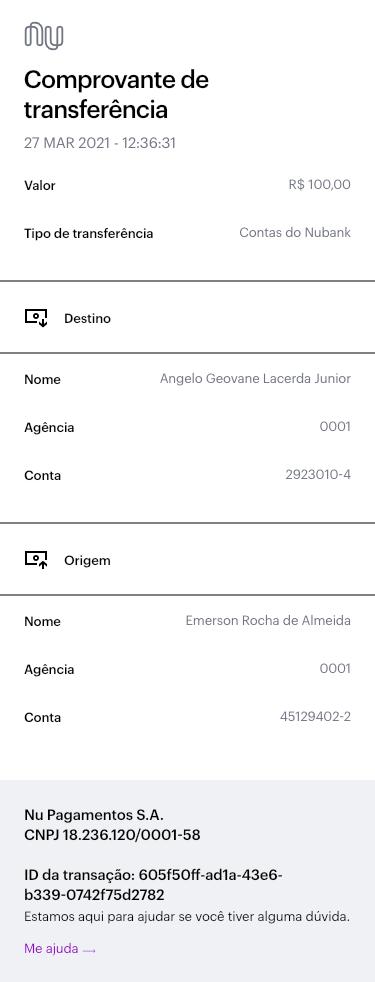 nu
Comprovante de
transferência
27 MAR 2021 - 12:36:31
Valor R$ 100,00
Tipo de transferência Contas do Nubank
Destino
Nome Angelo Geovane Lacerda Junior
Agência 0001
Conta 2923010-4
Origem
Nome Emerson Rocha de Almeida
Agência 0001
Conta 45129402-2
Nu Pagamentos S.A.
CNPJ 18.236.120/0001-58
ID da transação: 605f50ff-ad1a-43e6-
b339-0742f75d2782
Estamos aqui para ajudar se você tiver alguma dúvida.
Me ajuda →